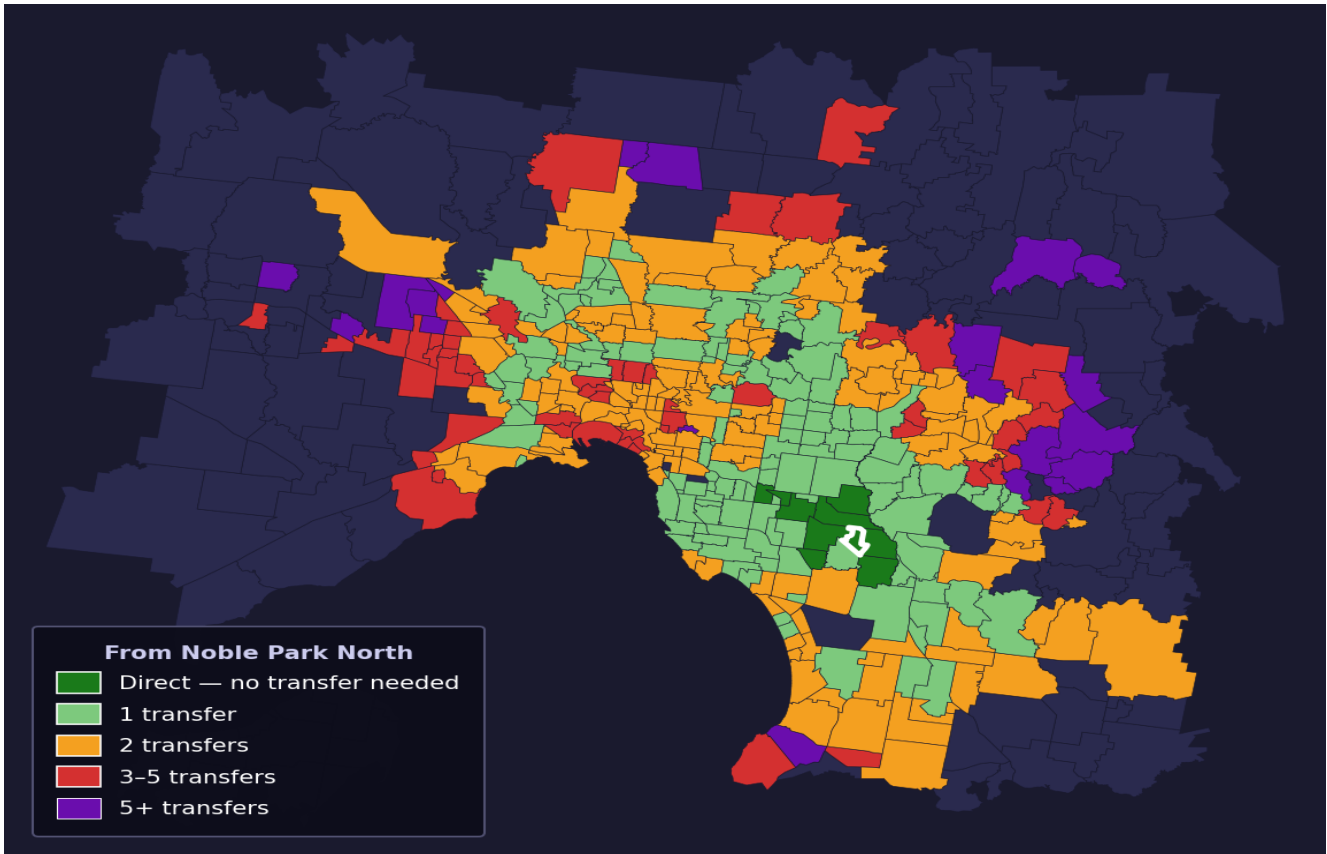 From Noble Park North
Direct — no transfer needed
1 transfer
2 transfers
3–5 transfers
5+ transfers